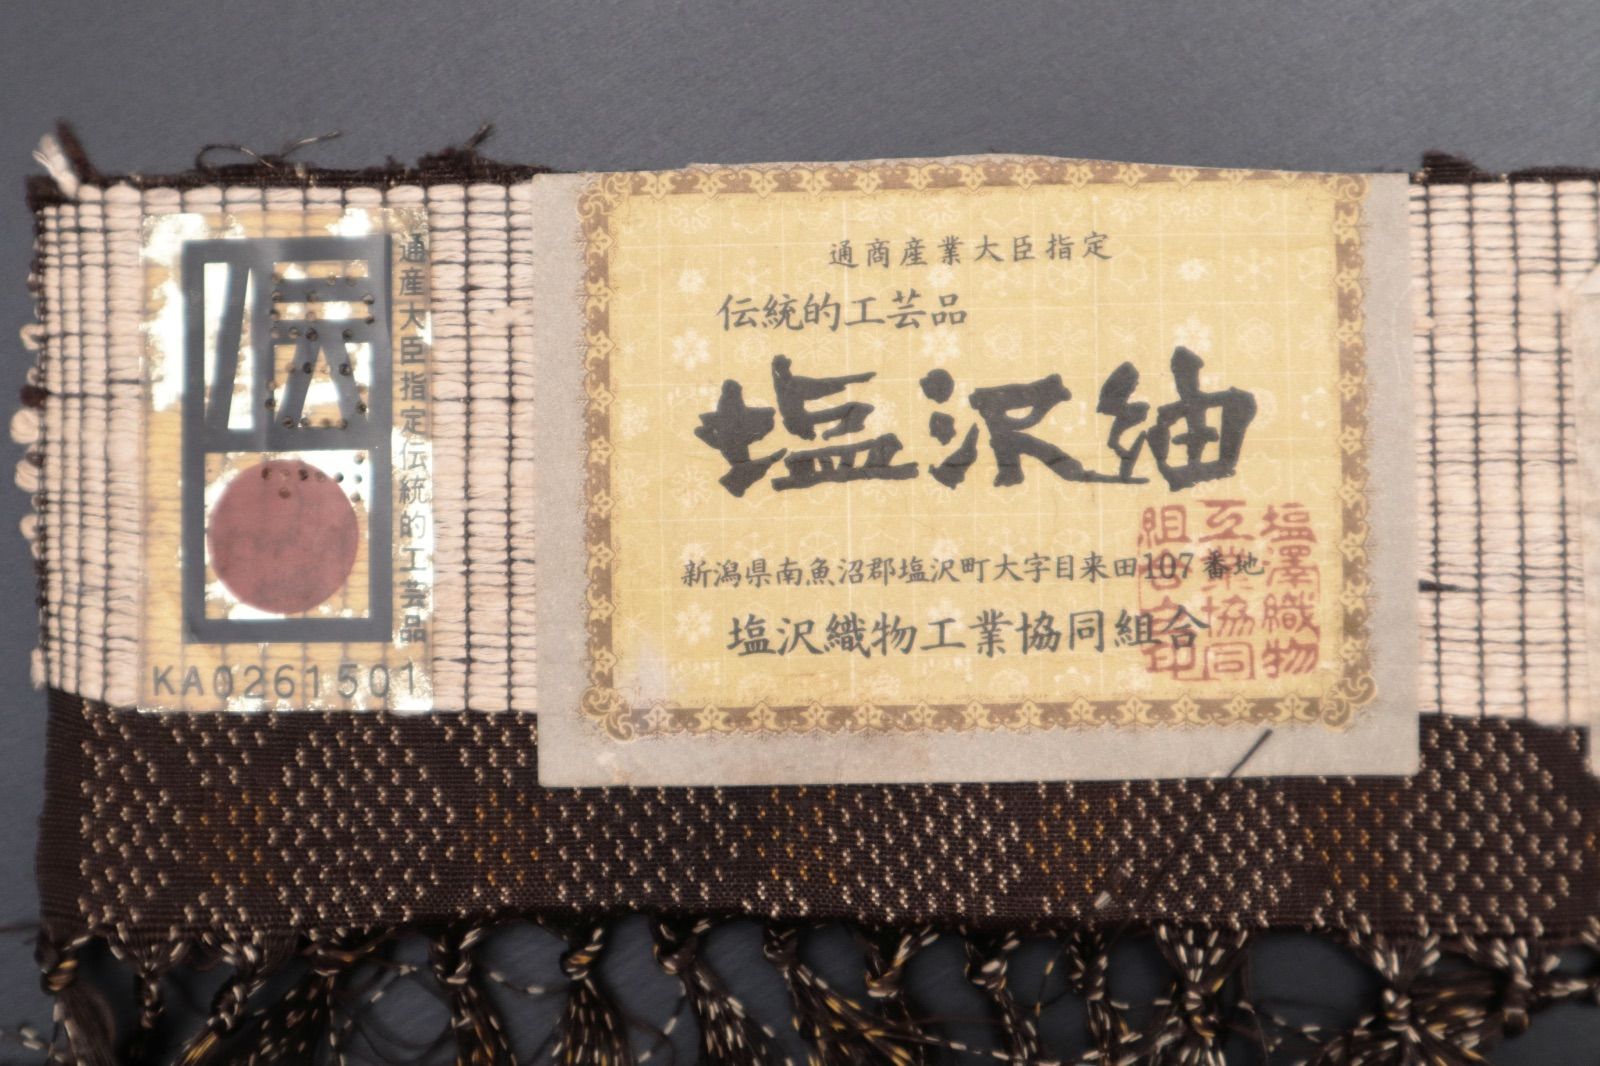 伝
通産大臣指定伝統的工芸品
KA0261501
通商産業大臣指定
伝統的工芸品
塩沢紬
新潟県南魚沼郡塩沢町大字目来田107番地
塩沢織物工業協同組合
塩澤織物
工業協同
組合之印